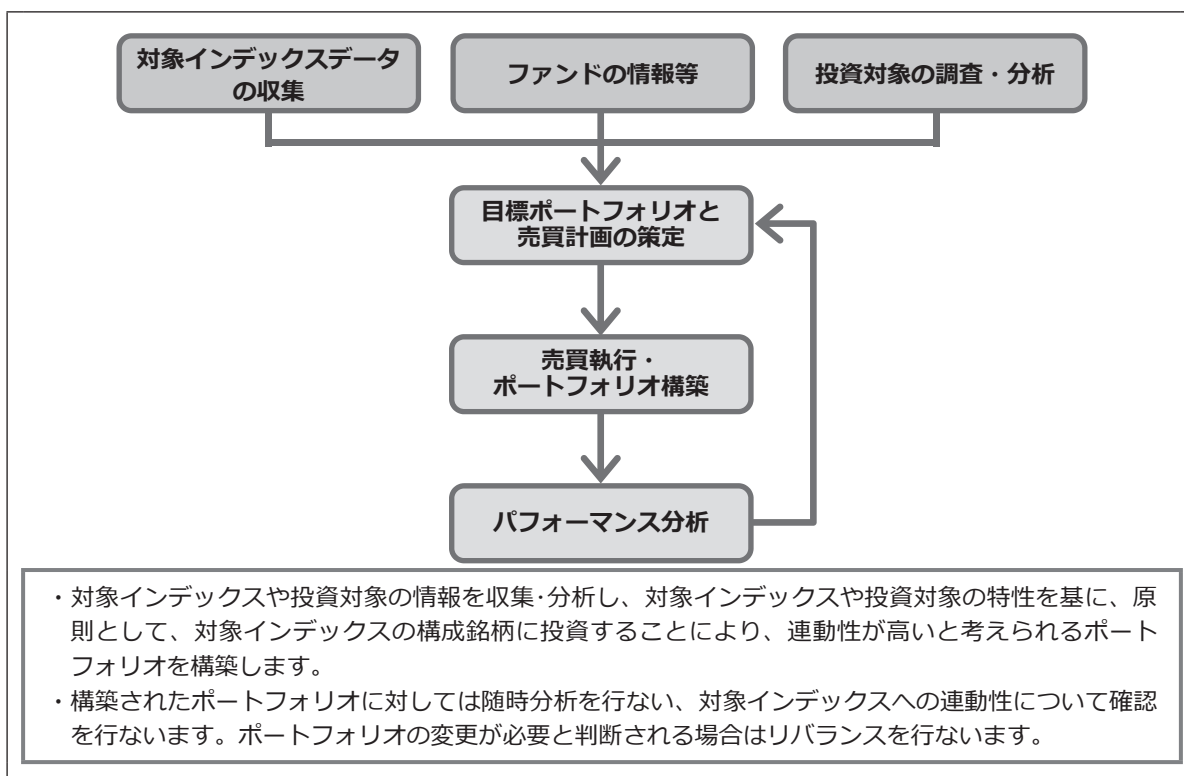 対象インデックスデータ
の収集
ファンドの情報等
投資対象の調査・分析
目標ポートフォリオと
売買計画の策定
売買執行・
ポートフォリオ構築
パフォーマンス分析
・対象インデックスや投資対象の情報を収集・分析し、対象インデックスや投資対象の特性を基に、原
則として、対象インデックスの構成銘柄に投資することにより、連動性が高いと考えられるポート
フォリオを構築します。
・構築されたポートフォリオに対しては随時分析を行ない、対象インデックスへの連動性について確認
を行ないます。ポートフォリオの変更が必要と判断される場合はリバランスを行ないます。